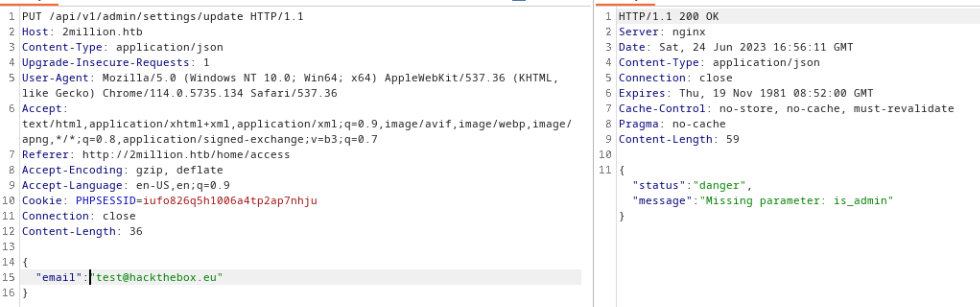 1 PUT /api/v1/admin/settings/update HTTP/1.1
2 Host: 2million.htb
3 Content-Type: application/json
4 Upgrade-Insecure-Requests: 1
5 User-Agent: Mozilla/5.0 (Windows NT 10.0; Win64; x64) AppleWebKit/537.36 (KHTML,
like Gecko) Chrome/114.0.5735.134 Safari/537.36
6 Accept:
text/html,application/xhtml+xml,application/xml;q=0.9,image/avif,image/webp,image/
apng,*/*;q=0.8,application/signed-exchange;v=b3;q=0.7
7 Referer: http://2million.htb/home/access
8 Accept-Encoding: gzip, deflate
9 Accept-Language: en-US,en;q=0.9
10 Cookie: PHPSESSID=iufo826q5h1006a4tp2ap7nhju
11 Connection: close
12 Content-Length: 36
13
14 {
15 "email":"test@hackthebox.eu"
16 }
1 HTTP/1.1 200 OK
2 Server: nginx
3 Date: Sat, 24 Jun 2023 16:56:11 GMT
4 Content-Type: application/json
5 Connection: close
6 Expires: Thu, 19 Nov 1981 08:52:00 GMT
7 Cache-Control: no-store, no-cache, must-revalidate
8 Pragma: no-cache
9 Content-Length: 59
10
11 {
"status":"danger",
"message":"Missing parameter: is_admin"
}